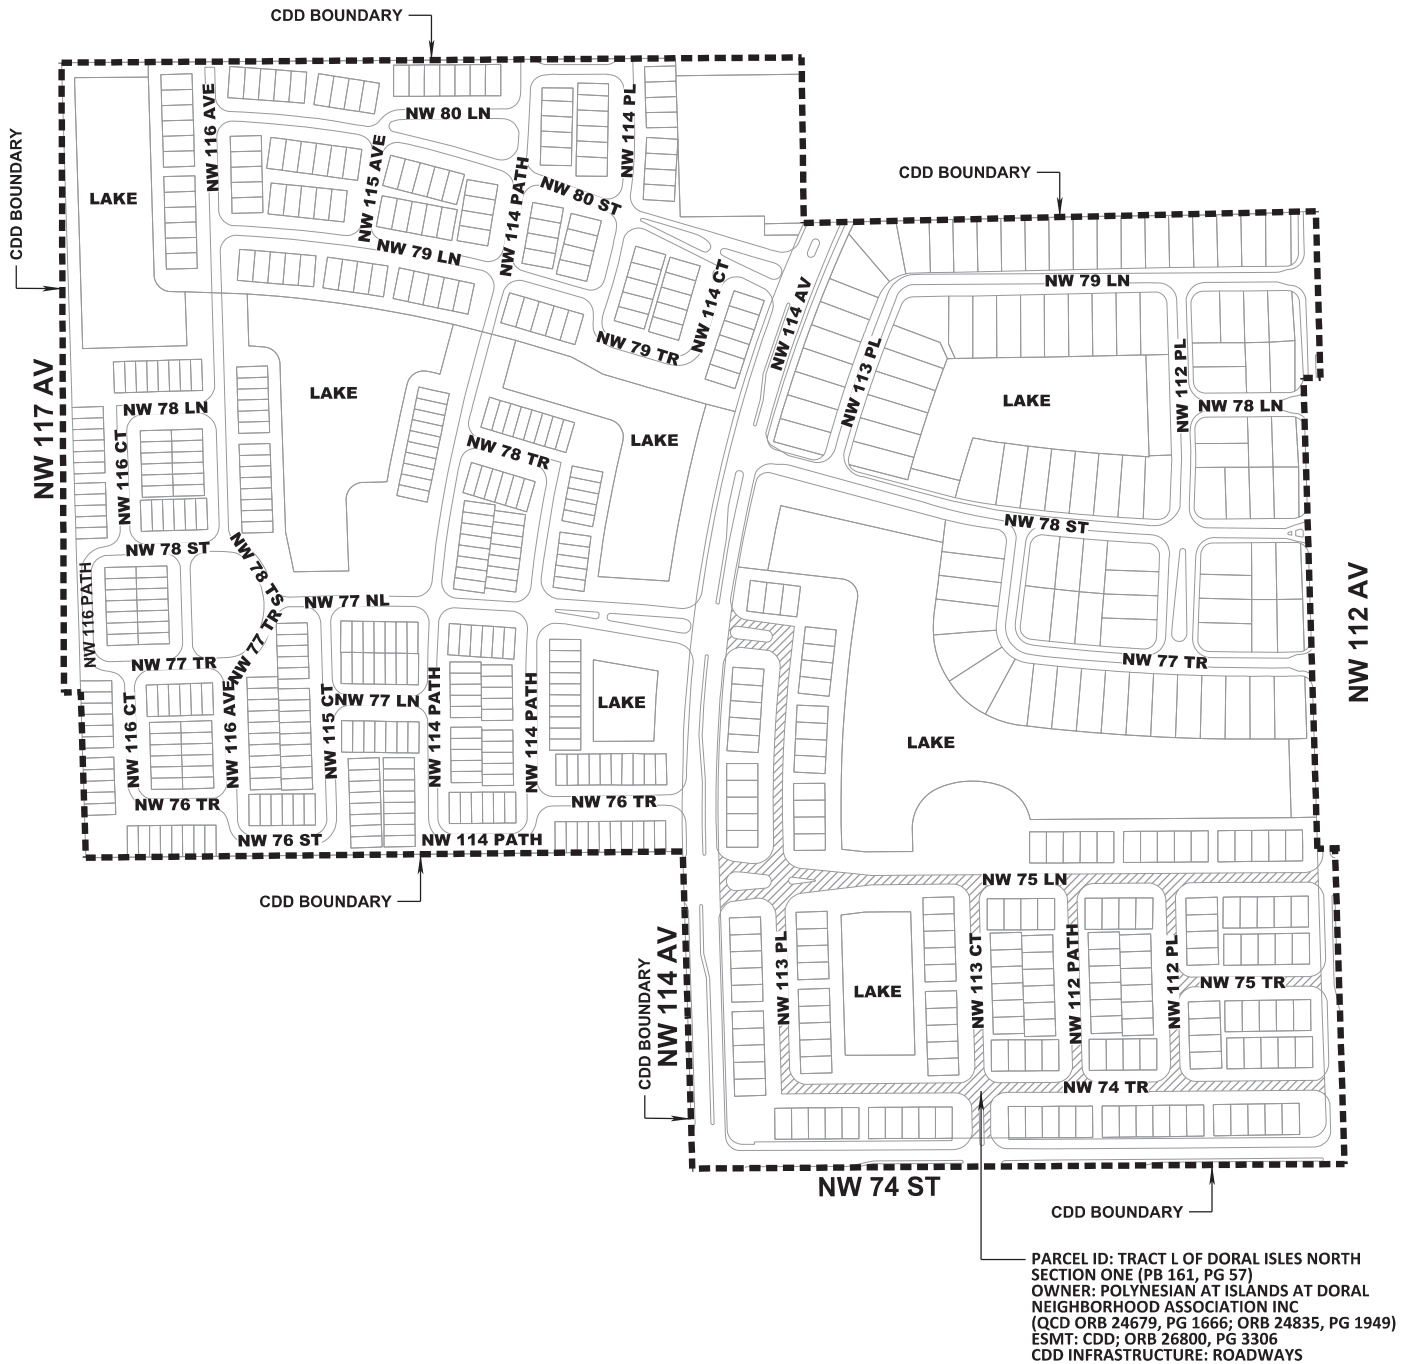 CDD BOUNDARY
CDD BOUNDARY
CDD BOUNDARY
NW 116 AVE
NW 80 LN
NW 114 PL
NW 115 AVE
NW 114 PATH
NW 80 ST
LAKE
NW 79 LN
NW 114 CT
NW 114 AV
NW 79 LN
NW 79 TR
NW 113 PL
NW 112 PL
NW 117 AV
LAKE
LAKE
NW 78 LN
NW 78 LN
LAKE
NW 116 CT
NW 78 TR
NW 78 ST
NW 78 ST
NW 78 TS
NW 116 PATH
NW 77 NL
NW 112 AV
NW 77 TR
NW 77 TR
NW 77 TR
NW 116 CT
NW 116 AVE
NW 115 CT
NW 77 LN
NW 114 PATH
NW 114 PATH
LAKE
LAKE
NW 76 TR
NW 76 TR
NW 76 ST
NW 114 PATH
CDD BOUNDARY
NW 75 LN
NW 114 AV
CDD BOUNDARY
NW 113 PL
LAKE
NW 113 CT
NW 112 PATH
NW 112 PL
NW 75 TR
NW 74 TR
NW 74 ST
CDD BOUNDARY
PARCEL ID: TRACT L OF DORAL ISLES NORTH
SECTION ONE (PB 161, PG 57)
OWNER: POLYNESIAN AT ISLANDS AT DORAL
NEIGHBORHOOD ASSOCIATION INC
(QCD ORB 24679, PG 1666; ORB 24835, PG 1949)
ESMT: CDD; ORB 26800, PG 3306
CDD INFRASTRUCTURE: ROADWAYS